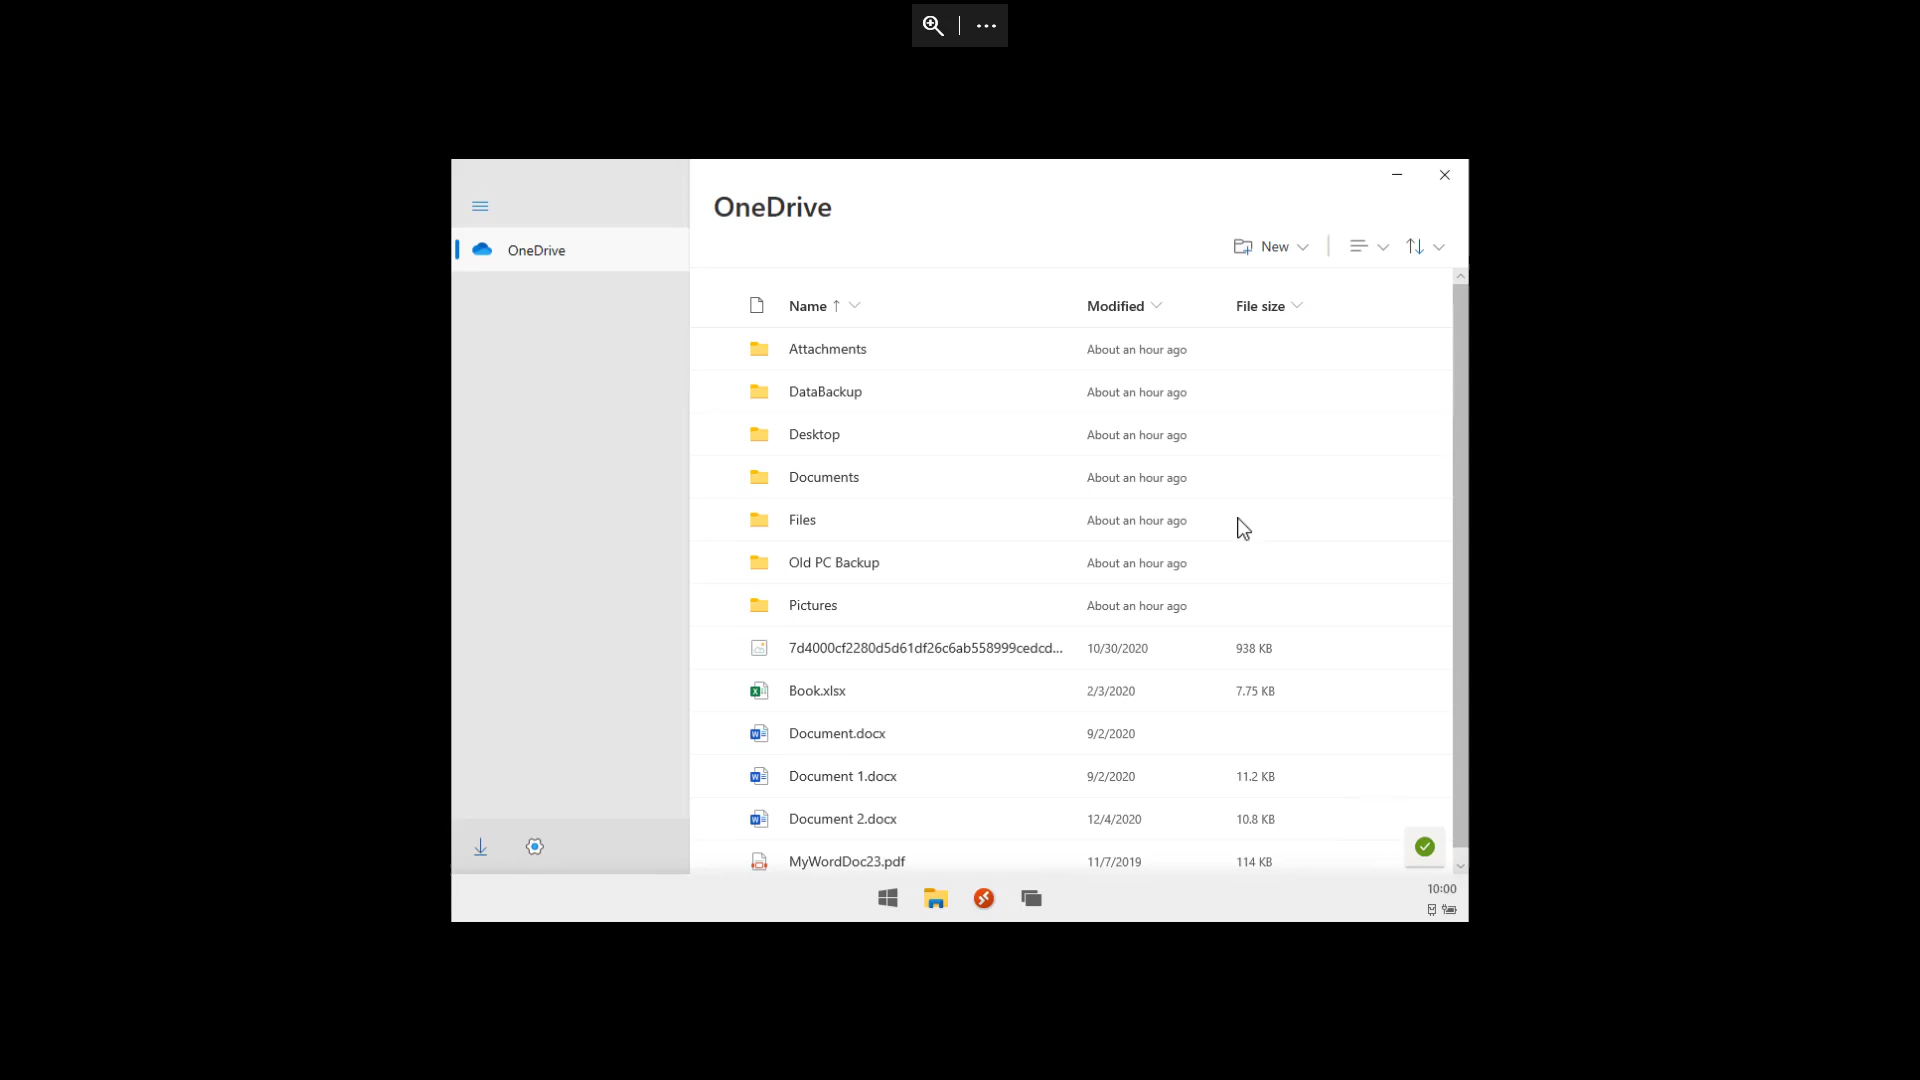 OneDrive
OneDrive
New
Name Modified File size
Attachments About an hour ago
DataBackup About an hour ago
Desktop About an hour ago
Documents About an hour ago
Files About an hour ago
Old PC Backup About an hour ago
Pictures About an hour ago
7d4000cf2280d5d61df26c6ab558999cedcd... 10/30/2020 938 KB
Book.xlsx 2/3/2020 7.75 KB
Document.docx 9/2/2020
Document 1.docx 9/2/2020 11.2 KB
Document 2.docx 12/4/2020 10.8 KB
MyWordDoc23.pdf 11/7/2019 114 KB
10:00